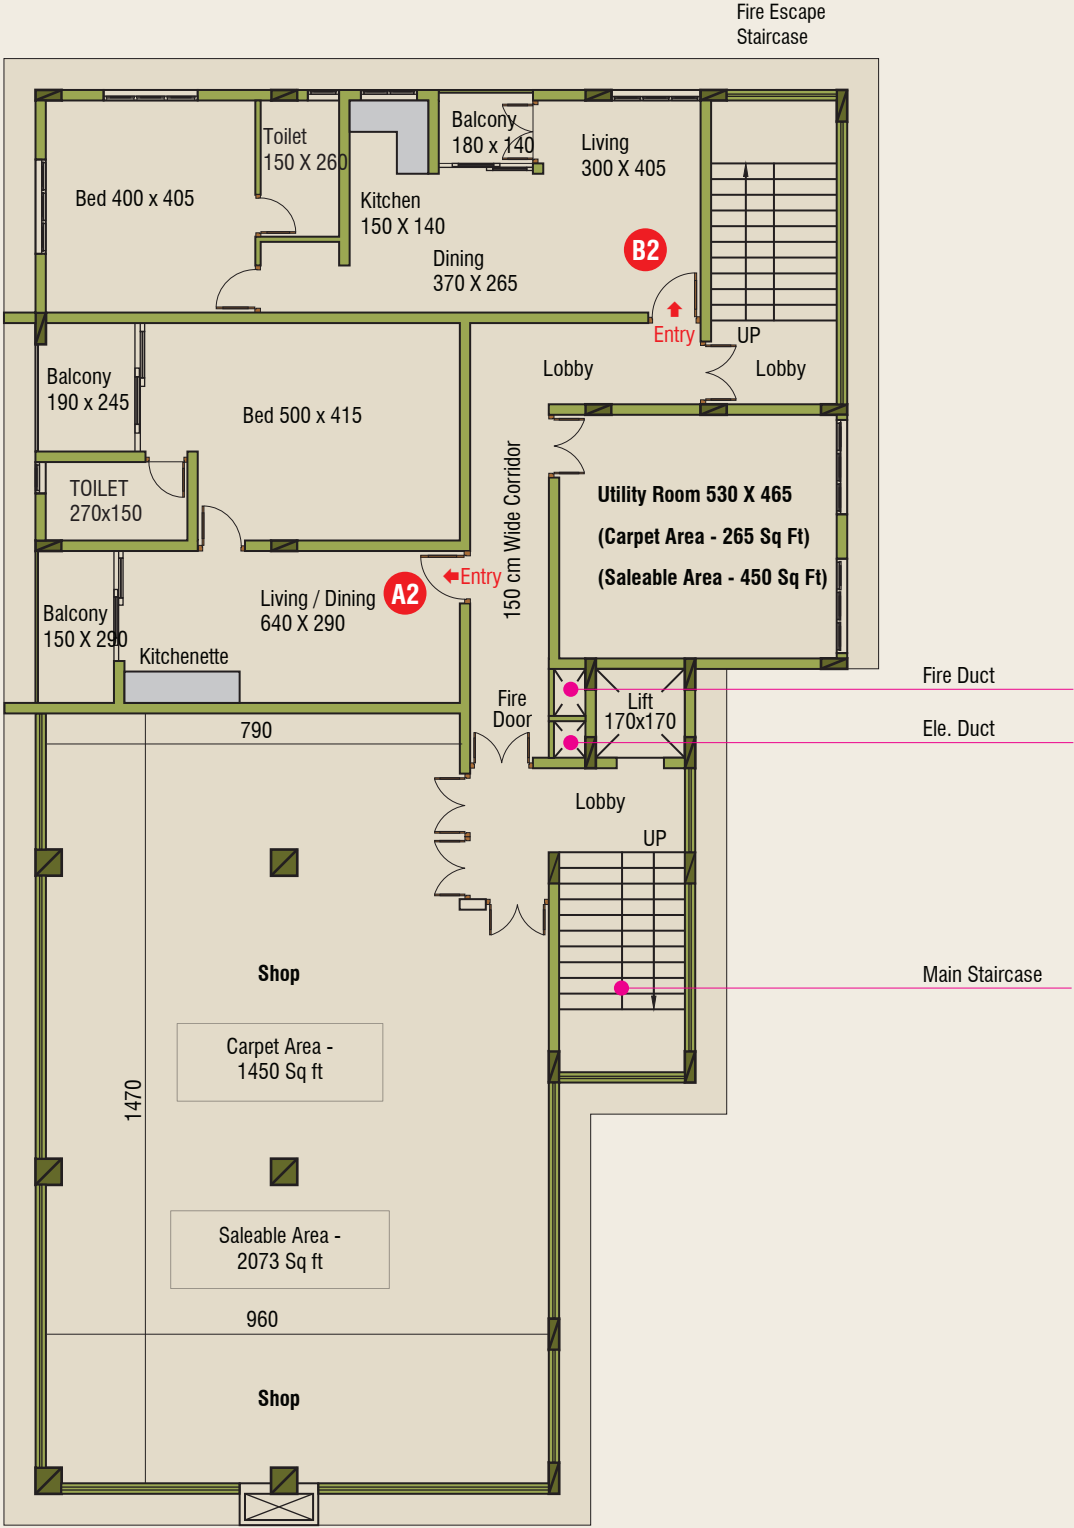 Fire Escape
Staircase
Toilet
150 X 260
Balcony
180 x 140
Living
300 X 405
Bed 400 x 405
Kitchen
150 X 140
Dining
370 X 265
B2
Entry
UP
Lobby
Lobby
Balcony
190 x 245
Bed 500 x 415
TOILET
270x150
150 cm Wide Corridor
Utility Room 530 X 465
(Carpet Area - 265 Sq Ft)
(Saleable Area - 450 Sq Ft)
Entry
A2
Living / Dining
640 X 290
Balcony
150 X 290
Kitchenette
Fire Duct
Fire
Door
Lift
170x170
Ele. Duct
790
Lobby
UP
Shop
Main Staircase
Carpet Area -
1450 Sq ft
1470
Saleable Area -
2073 Sq ft
960
Shop